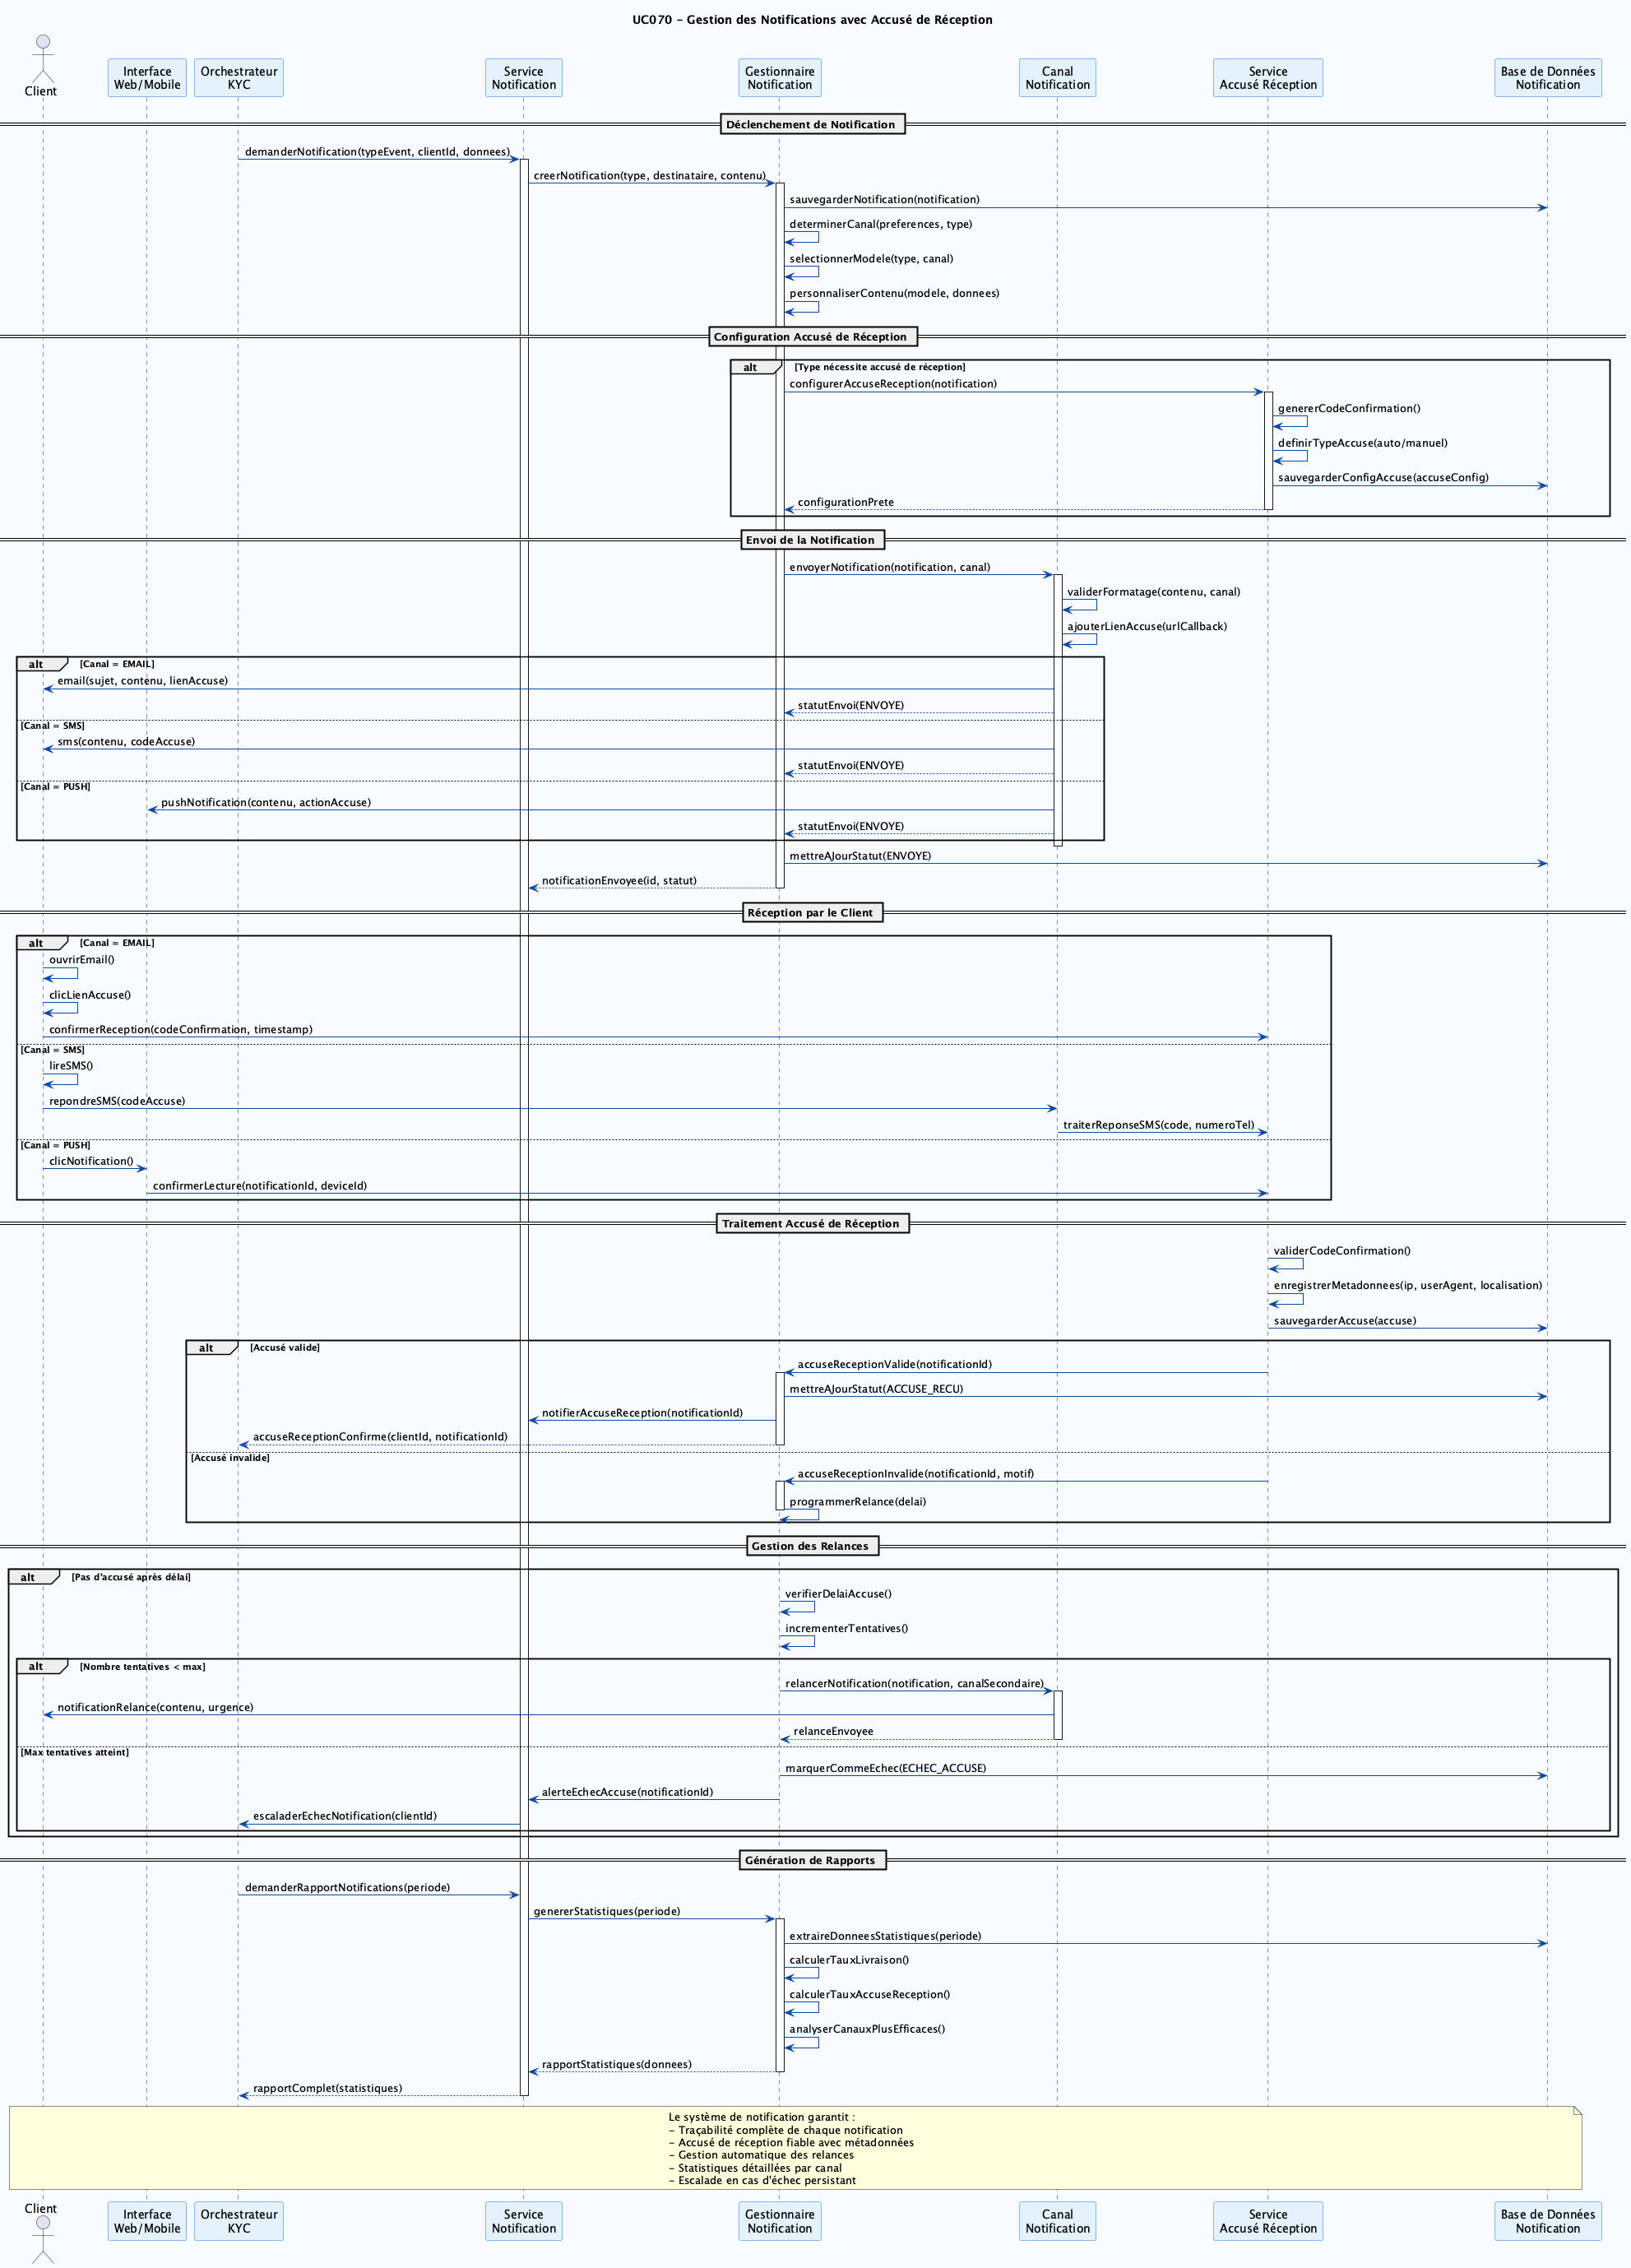 UC070 – Gestion des Notifications avec Accusé de Réception
Client
Interface
Web/Mobile
Orchestrateur
KYC
Service
Notification
Gestionnaire
Notification
Canal
Notification
Service
Accusé Réception
Base de Données
Notification
Déclenchement de Notification
demanderNotification(typeEvent, clientId, donnees)
creerNotification(type, destinataire, contenu)
sauvegarderNotification(notification)
determinerCanal(preferences, type)
selectionnerModele(type, canal)
personnaliserContenu(modele, donnees)
Configuration Accusé de Réception
alt [Type nécessite accusé de réception]
configurerAccuseReception(notification)
genererCodeConfirmation()
definirTypeAccuse(auto/manuel)
sauvegarderConfigAccuse(accuseConfig)
configurationPrete
Envoi de la Notification
envoyerNotification(notification, canal)
validerFormatage(contenu, canal)
ajouterLienAccuse(urlCallback)
alt [Canal = EMAIL]
email(sujet, contenu, lienAccuse)
statutEnvoi(ENVOYE)
[Canal = SMS]
sms(contenu, codeAccuse)
statutEnvoi(ENVOYE)
[Canal = PUSH]
pushNotification(contenu, actionAccuse)
statutEnvoi(ENVOYE)
mettreAJourStatut(ENVOYE)
notificationEnvoyee(id, statut)
Réception par le Client
alt [Canal = EMAIL]
ouvrirEmail()
clicLienAccuse()
confirmerReception(codeConfirmation, timestamp)
[Canal = SMS]
lireSMS()
repondreSMS(codeAccuse)
traiterReponseSMS(code, numeroTel)
[Canal = PUSH]
clicNotification()
confirmerLecture(notificationId, deviceId)
Traitement Accusé de Réception
validerCodeConfirmation()
enregistrerMetadonnees(ip, userAgent, localisation)
sauvegarderAccuse(accuse)
alt [Accusé valide]
accuseReceptionValide(notificationId)
mettreAJourStatut(ACCUSE_RECU)
notifierAccuseReception(notificationId)
accuseReceptionConfirme(clientId, notificationId)
[Accusé invalide]
accuseReceptionInvalide(notificationId, motif)
programmerRelance(delai)
Gestion des Relances
alt [Pas d'accusé après délai]
verifierDelaiAccuse()
incrementerTentatives()
alt [Nombre tentatives < max]
relancerNotification(notification, canalSecondaire)
notificationRelance(contenu, urgence)
relanceEnvoyee
[Max tentatives atteint]
marquerCommeEchec(ECHEC_ACCUSE)
alerteEchecAccuse(notificationId)
escaladerEchecNotification(clientId)
Génération de Rapports
demanderRapportNotifications(periode)
genererStatistiques(periode)
extraireDonneesStatistiques(periode)
calculerTauxLivraison()
calculerTauxAccuseReception()
analyserCanauxPlusEfficaces()
rapportStatistiques(donnees)
rapportComplet(statistiques)
Le système de notification garantit :
– Traçabilité complète de chaque notification
– Accusé de réception fiable avec métadonnées
– Gestion automatique des relances
– Statistiques détaillées par canal
– Escalade en cas d'échec persistant
Client
Interface
Web/Mobile
Orchestrateur
KYC
Service
Notification
Gestionnaire
Notification
Canal
Notification
Service
Accusé Réception
Base de Données
Notification